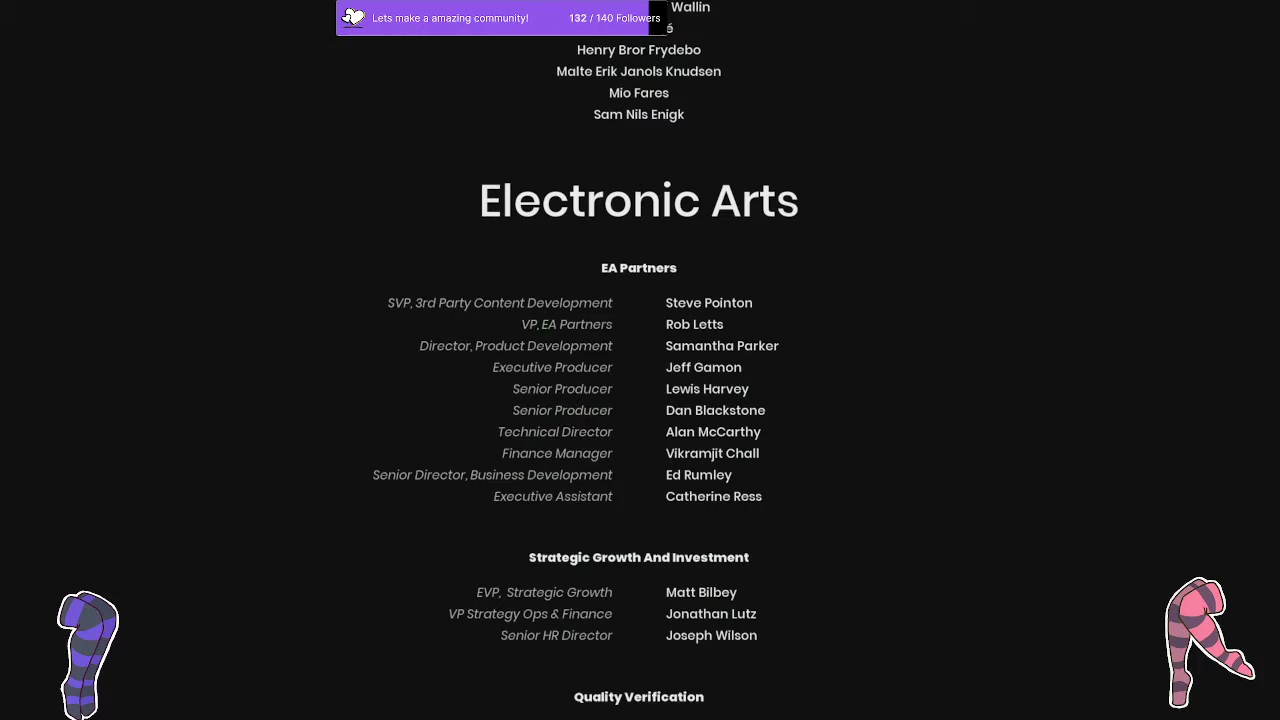 Lets make a amazing community! 132 / 140 Followers
Wallin
é
Henry Bror Frydebo
Malte Erik Janols Knudsen
Mio Fares
Sam Nils Enigk
Electronic Arts
EA Partners
SVP, 3rd Party Content Development Steve Pointon
VP, EA Partners Rob Letts
Director, Product Development Samantha Parker
Executive Producer Jeff Gamon
Senior Producer Lewis Harvey
Senior Producer Dan Blackstone
Technical Director Alan McCarthy
Finance Manager Vikramjit Chall
Senior Director, Business Development Ed Rumley
Executive Assistant Catherine Ress
Strategic Growth And Investment
EVP, Strategic Growth Matt Bilbey
VP Strategy Ops & Finance Jonathan Lutz
Senior HR Director Joseph Wilson
Quality Verification